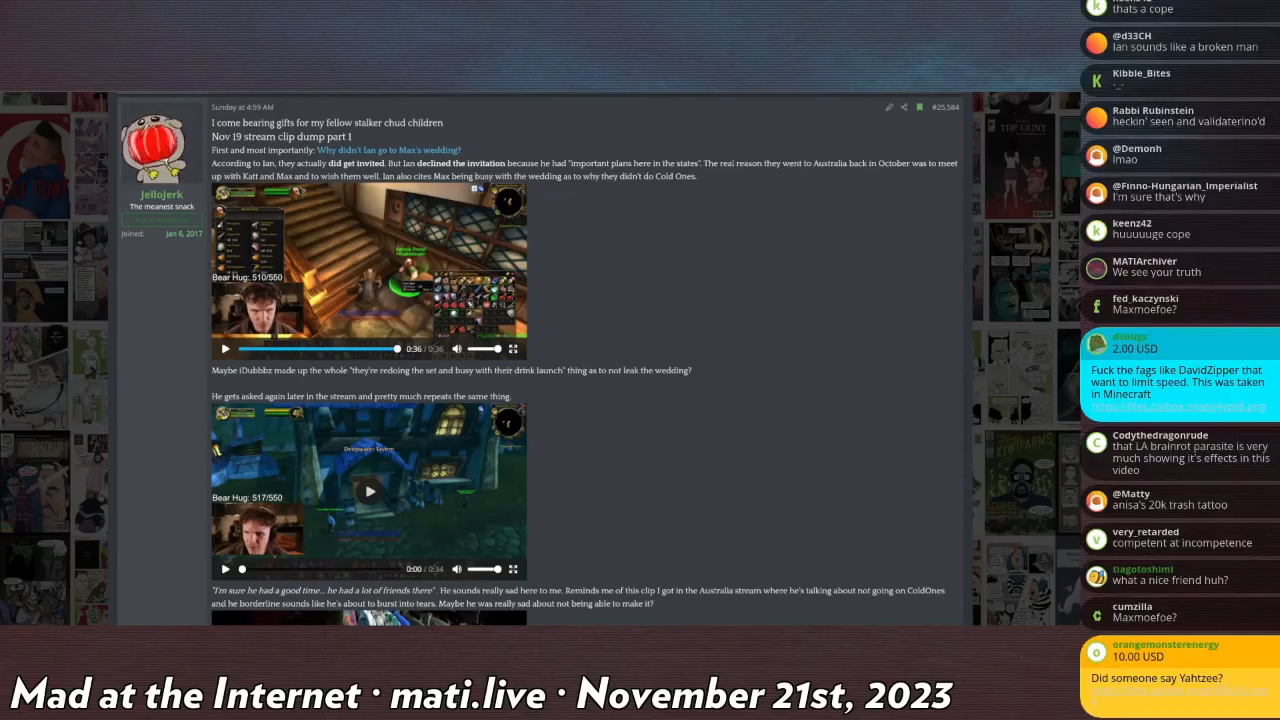 Sunday at 4:59 AM
#25,584
I come bearing gifts for my fellow stalker chud children
Nov 19 stream clip dump part 1
First and most importantly: Why didn't Ian go to Max's wedding?
According to Ian, they actually did get invited. But Ian declined the invitation because he had "important plans here in the states". The real reason they went to Australia back in October was to meet
up with Katt and Max and to wish them well. Ian also cites Max being busy with the wedding as to why they didn't do Cold Ones.
JelloJerk
The meanest snack
Joined: Jan 6, 2017
Bear Hug: 510/550
0:36 / 0:36
Maybe iDubbbz made up the whole "they're redoing the set and busy with their drink launch" thing as to not leak the wedding?
He gets asked again later in the stream and pretty much repeats the same thing.
Deepwater Tavern
Bear Hug: 517/550
0:00 / 0:34
"I'm sure he had a good time... he had a lot of friends there". He sounds really sad here to me. Reminds me of this clip I got in the Australia stream where he's talking about not going on ColdOnes
and he borderline sounds like he's about to burst into tears. Maybe he was really sad about not being able to make it?
THE GUNT
KIWIFARMS
thats a cope
@d33CH
Ian sounds like a broken man
Kibble_Bites
Rabbi Rubinstein
heckin' seen and validaterino'd
@Demonh
lmao
@Finno-Hungarian_Imperialist
I'm sure that's why
keenz42
huuuuuge cope
MATIArchiver
We see your truth
fed_kaczynski
Maxmoefoe?
2.00 USD
Fuck the fags like DavidZipper that
want to limit speed. This was taken
in Minecraft
Codythedragonrude
that LA brainrot parasite is very
much showing it's effects in this
video
@Matty
anisa's 20k trash tattoo
very_retarded
competent at incompetence
tiagotoshimi
what a nice friend huh?
cumzilla
Maxmoefoe?
orangemonsterenergy
10.00 USD
Did someone say Yahtzee?
Mad at the Internet · mati.live · November 21st, 2023